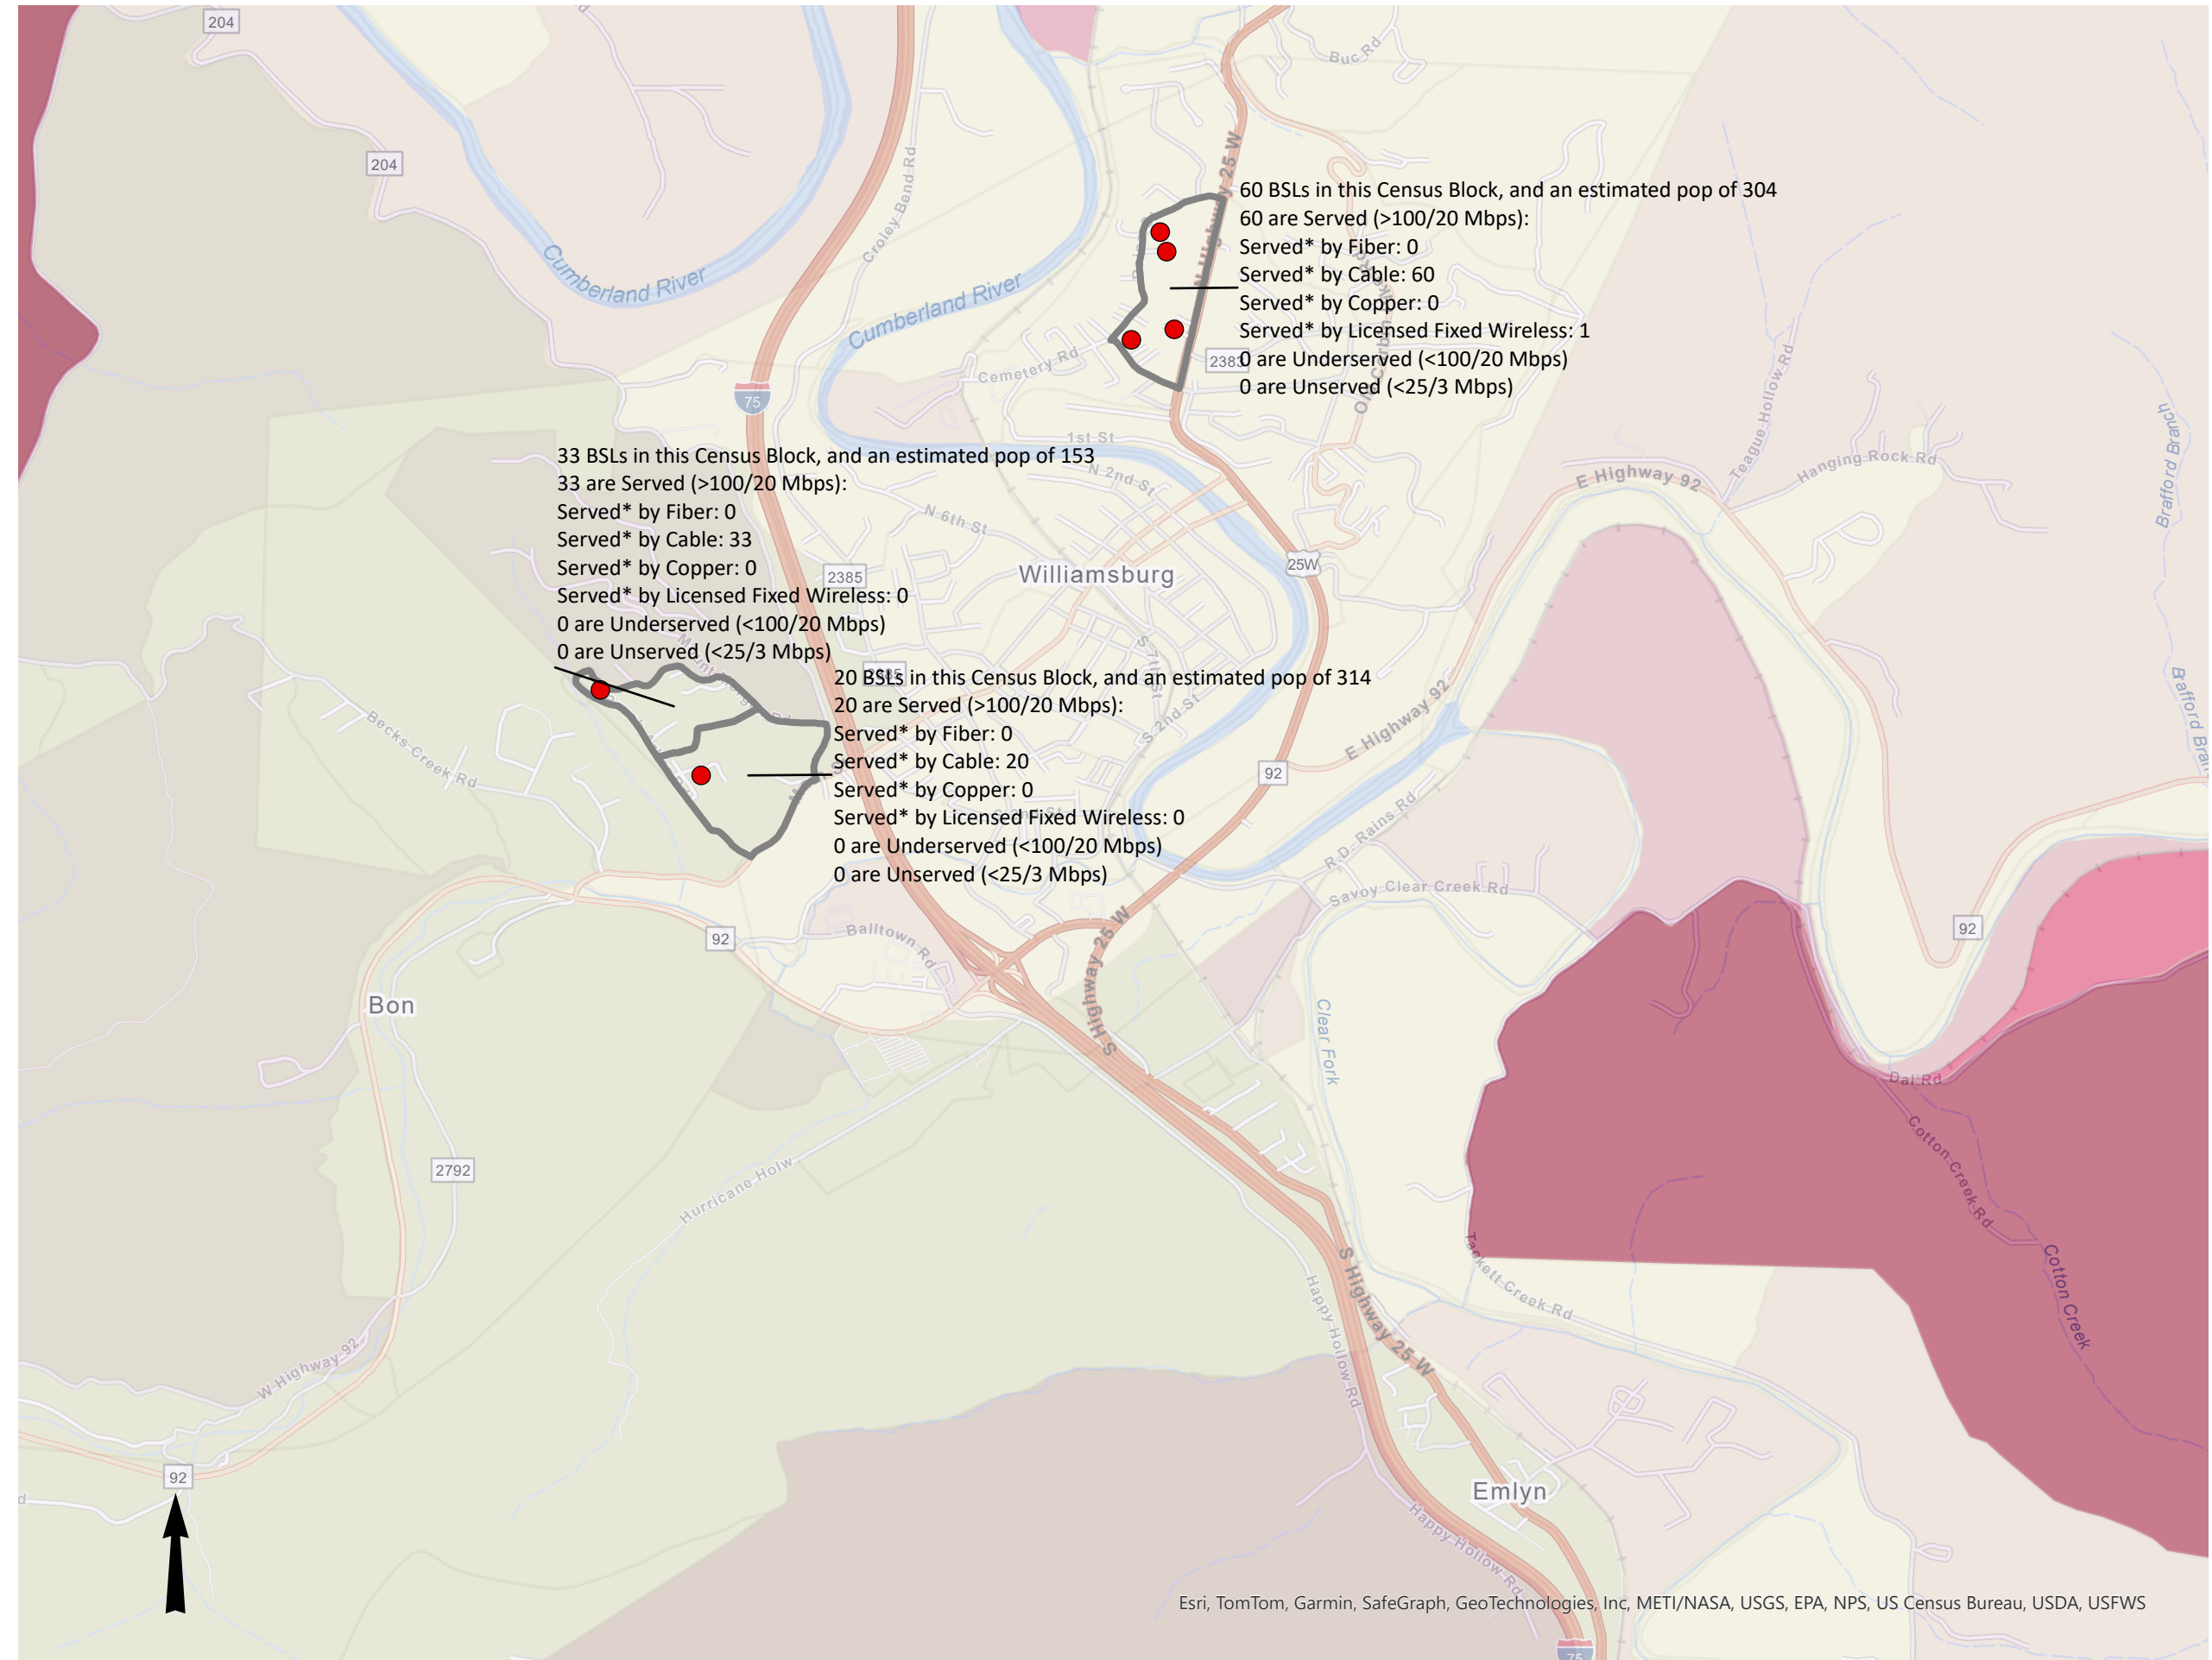 204
Buc Rd
204
Croley Bend Rd
N Highway 25 W
Cumberland River
Cumberland River
60 BSLs in this Census Block, and an estimated pop of 304
60 are Served (>100/20 Mbps):
Served* by Fiber: 0
Served* by Cable: 60
Served* by Copper: 0
Served* by Licensed Fixed Wireless: 1
0 are Underserved (<100/20 Mbps)
0 are Unserved (<25/3 Mbps)
2383
Cemetery Rd
75
Teague Hollow Rd
Brafford Branch
1st St
33 BSLs in this Census Block, and an estimated pop of 153
33 are Served (>100/20 Mbps):
Served* by Fiber: 0
Served* by Cable: 33
Served* by Copper: 0
Served* by Licensed Fixed Wireless: 0
0 are Underserved (<100/20 Mbps)
0 are Unserved (<25/3 Mbps)
N 2nd St
E Highway 92
Hanging Rock Rd
N 6th St
2385
Williamsburg
25W
S 7th St
2385
20 BSLs in this Census Block, and an estimated pop of 314
20 are Served (>100/20 Mbps):
Served* by Fiber: 0
Served* by Cable: 20
Served* by Copper: 0
Served* by Licensed Fixed Wireless: 0
0 are Underserved (<100/20 Mbps)
0 are Unserved (<25/3 Mbps)
S 2nd St
E Highway 92
Brafford Bran
Becks Creek Rd
92
R.D. Rains Rd
Savoy Clear Creek Rd
92
Balltown Rd
92
S Highway 25 W
Bon
Clear Fork
Dal Rd
Cotton Creek Rd
2792
Hurricane Holw
Tackett Creek Rd
Cotton Creek
S Highway 25 W
Happy Hollow Rd
W Highway 92
92
Emlyn
Happy Hollow Rd
Esri, TomTom, Garmin, SafeGraph, GeoTechnologies, Inc, METI/NASA, USGS, EPA, NPS, US Census Bureau, USDA, USFWS
75